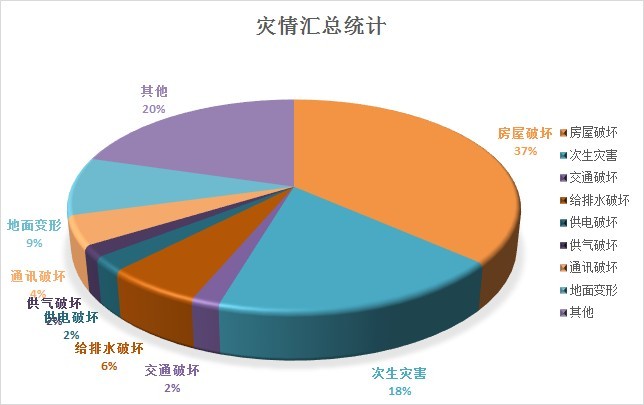 灾情汇总统计
其他
20%
房屋破坏
37%
地面变形
9%
通讯破坏
4%
供气破坏
供电破坏
2%
给排水破坏
6%
交通破坏
2%
次生灾害
18%
房屋破坏
次生灾害
交通破坏
给排水破坏
供电破坏
供气破坏
通讯破坏
地面变形
其他